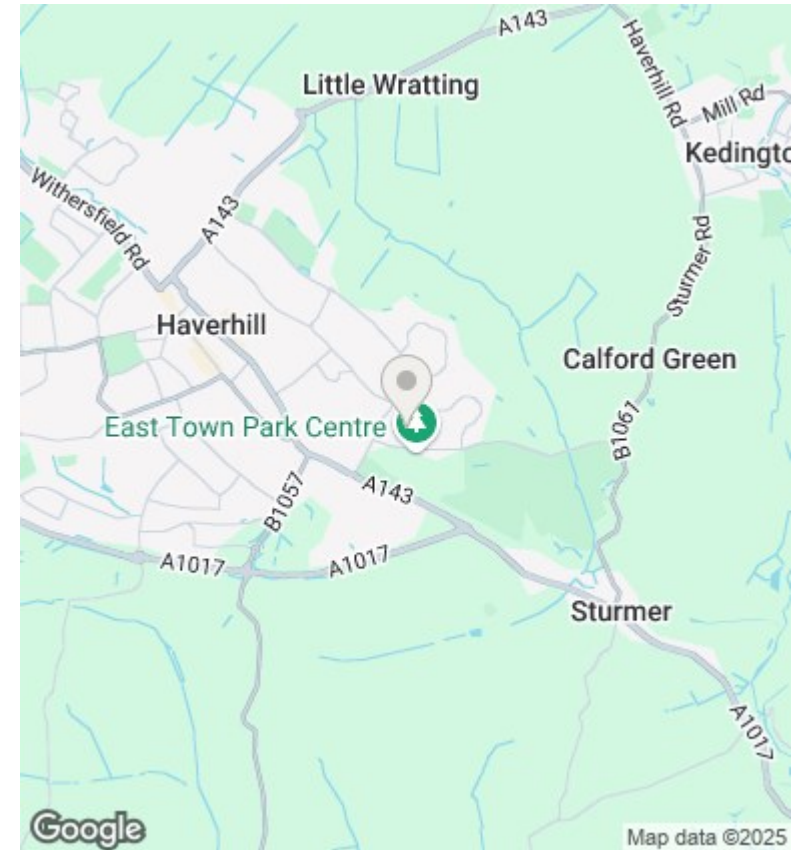 A143
Little Wratting
Haverhill Rd
Mill Rd
Kedingto
Withersfield Rd
A143
Sturmer Rd
Haverhill
Calford Green
East Town Park Centre
B1061
A143
B1057
A1017
A1017
Sturmer
A1017
Google
Map data ©2025